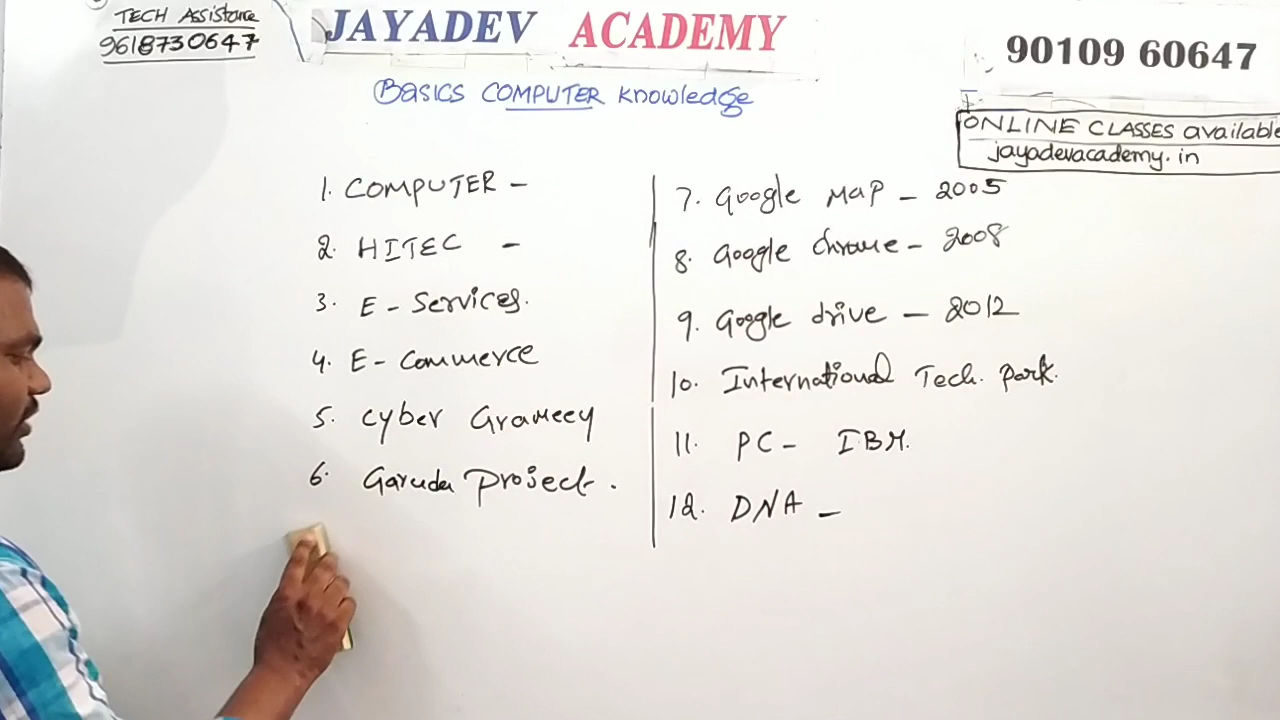 TECH Assistance
9618730647
JAYADEV ACADEMY
90109 60647
Basics COMPUTER Knowledge
ONLINE CLASSES available
jayadevacademy.in
1. COMPUTER -
2. HITEC -
3. E - Services.
4. E - Commerce
5. Cyber Grameey
6. Garuda Project.
7. Google Map - 2005
8. Google Chrome - 2008
9. Google drive - 2012
10. International Tech. Park.
11. PC - IBM.
12. DNA -